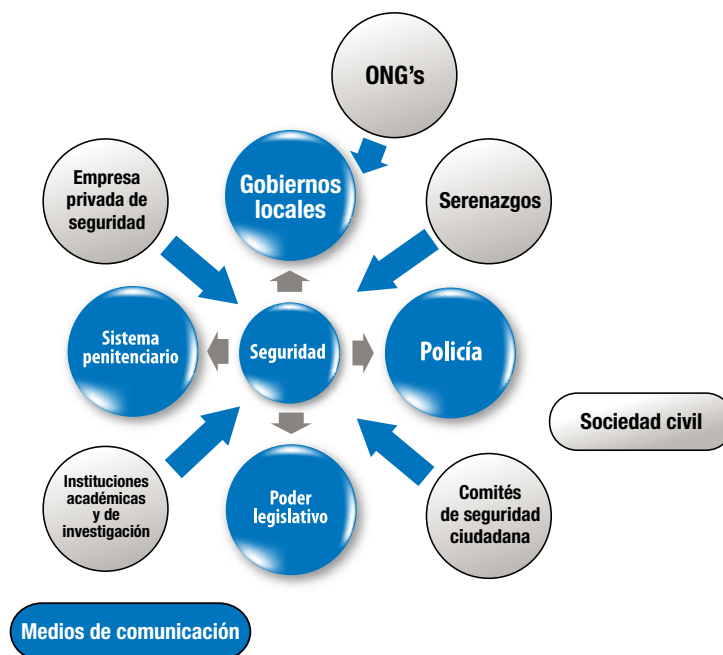 ONG's
Empresa
privada de
seguridad
Gobiernos
locales
Serenazgos
Sistema
penitenciario
Seguridad
Policía
Sociedad civil
Instituciones
académicas
y de
investigación
Poder
legislativo
Comités
de seguridad
ciudadana
Medios de comunicación